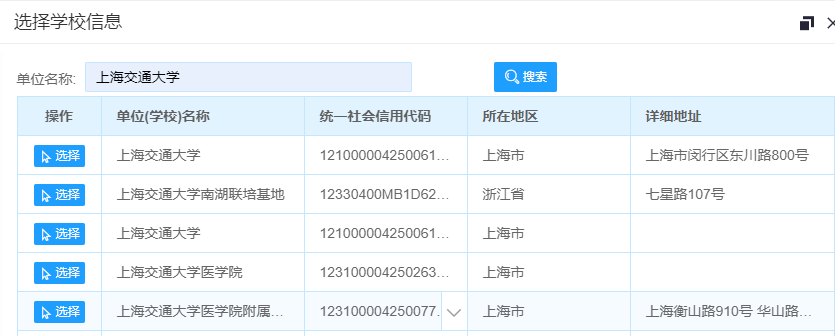 选择学校信息
单位名称: 上海交通大学 搜索
操作 单位(学校)名称 统一社会信用代码 所在地区 详细地址
选择 上海交通大学 121000004250061... 上海市 上海市闵行区东川路800号
选择 上海交通大学南湖联培基地 12330400MB1D62... 浙江省 七星路107号
选择 上海交通大学 121000004250061... 上海市
选择 上海交通大学医学院 123100004250263... 上海市
选择 上海交通大学医学院附属... 123100004250077. 上海市 上海衡山路910号 华山路...